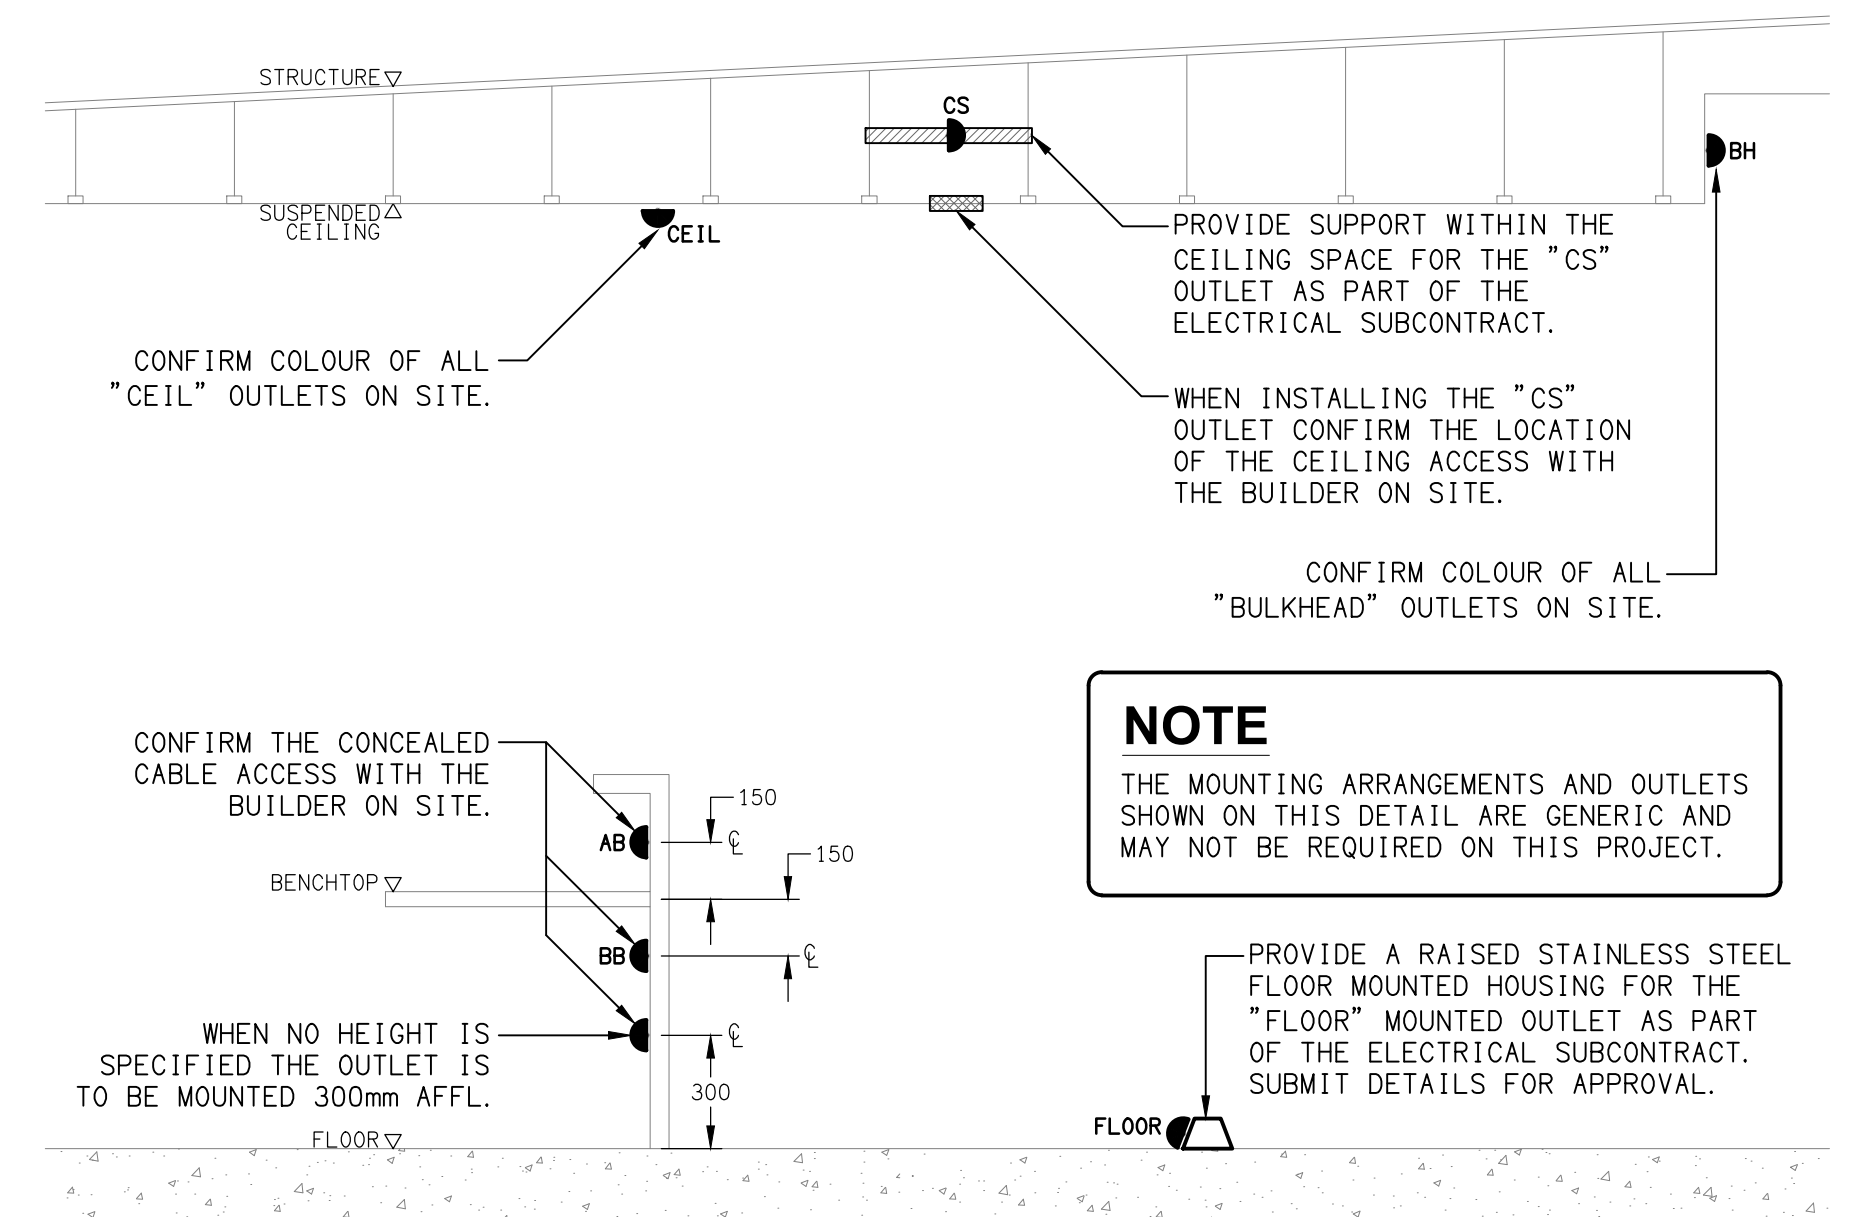 STRUCTURE
CS
BH
SUSPENDED
CEILING
CEIL
PROVIDE SUPPORT WITHIN THE
CEILING SPACE FOR THE "CS"
OUTLET AS PART OF THE
ELECTRICAL SUBCONTRACT.
CONFIRM COLOUR OF ALL
"CEIL" OUTLETS ON SITE.
WHEN INSTALLING THE "CS"
OUTLET CONFIRM THE LOCATION
OF THE CEILING ACCESS WITH
THE BUILDER ON SITE.
CONFIRM COLOUR OF ALL
"BULKHEAD" OUTLETS ON SITE.
NOTE
THE MOUNTING ARRANGEMENTS AND OUTLETS
SHOWN ON THIS DETAIL ARE GENERIC AND
MAY NOT BE REQUIRED ON THIS PROJECT.
CONFIRM THE CONCEALED
CABLE ACCESS WITH THE
BUILDER ON SITE.
150
AB
℄
150
BENCHTOP
BB
℄
WHEN NO HEIGHT IS
SPECIFIED THE OUTLET IS
TO BE MOUNTED 300mm AFFL.
℄
300
FLOOR
PROVIDE A RAISED STAINLESS STEEL
FLOOR MOUNTED HOUSING FOR THE
"FLOOR" MOUNTED OUTLET AS PART
OF THE ELECTRICAL SUBCONTRACT.
SUBMIT DETAILS FOR APPROVAL.
FLOOR